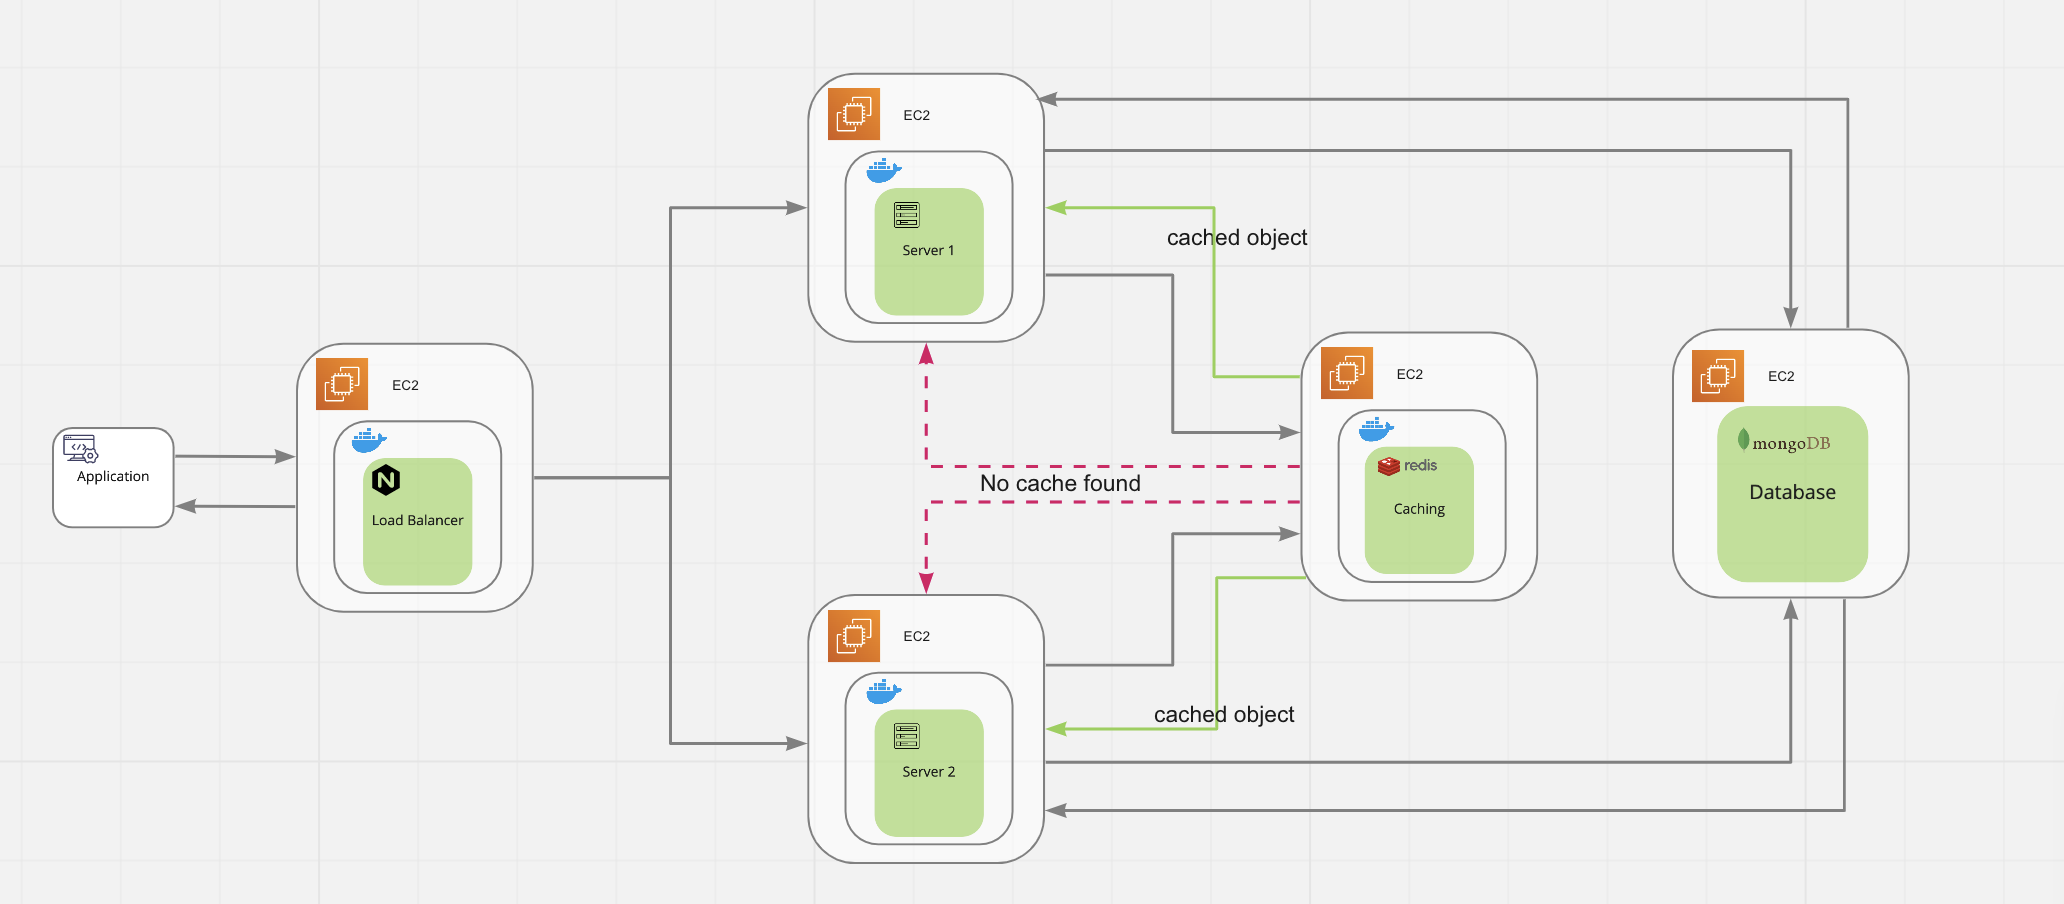 EC2
Server 1
cached object
EC2
Load Balancer
Application
No cache found
EC2
redis
Caching
EC2
mongoDB
Database
EC2
Server 2
cached object